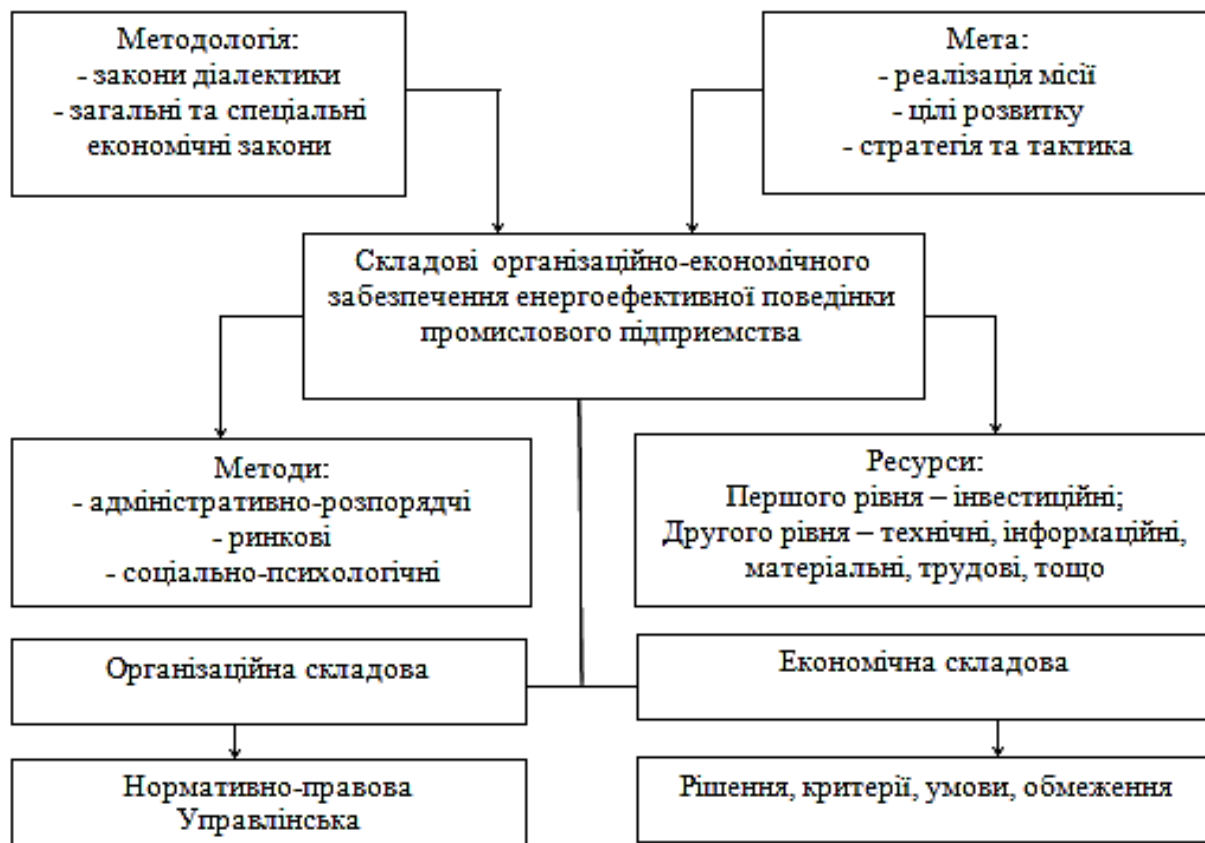 Методологія:
- закони діалектики
- загальні та спеціальні
економічні закони
Мета:
- реалізація місії
- цілі розвитку
- стратегія та тактика
Складові організаційно-економічного
забезпечення енергоефективної поведінки
промислового підприємства
Методи:
- адміністративно-розпорядчі
- ринкові
- соціально-психологічні
Ресурси:
Першого рівня – інвестиційні;
Другого рівня – технічні, інформаційні,
матеріальні, трудові, тощо
Організаційна складова
Економічна складова
Нормативно-правова
Управлінська
Рішення, критерії, умови, обмеження